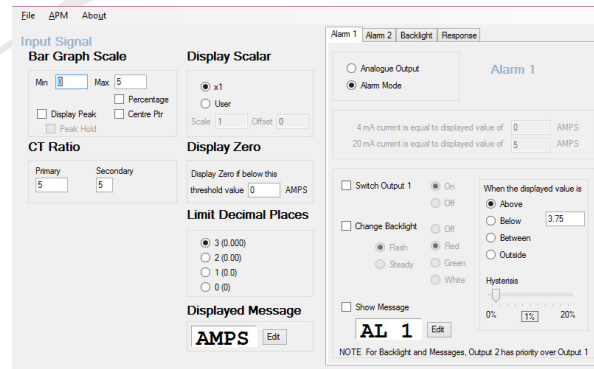 File APM About
Input Signal
Bar Graph Scale
Min 0 Max 5
Percentage
Display Peak Centre Ptr
Peak Hold
CT Ratio
Primary Secondary
5 5
Display Scalar
x1
User
Scale 1 Offset 0
Display Zero
Display Zero if below this
threshold value 0 AMPS
Limit Decimal Places
3 (0.000)
2 (0.00)
1 (0.0)
0 (0)
Displayed Message
AMPS Edit
Alarm 1 Alarm 2 Backlight Response
Analogue Output
Alarm Mode
Alarm 1
4 mA current is equal to displayed value of 0 AMPS
20 mA current is equal to displayed value of 5 AMPS
Switch Output 1 On
Off
Change Backlight Off
Flash Red
Steady Green
White
When the displayed value is
Above
Below 3.75
Between
Outside
Hysterisis
0% 1% 20%
Show Message
AL 1 Edit
NOTE For Backlight and Messages, Output 2 has priority over Output 1